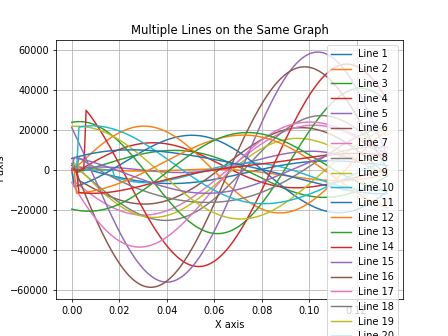 Multiple Lines on the Same Graph
60000
40000
20000
0
−20000
−40000
−60000
0.00
0.02
0.04
0.06
0.08
0.10
X axis
Line 1
Line 2
Line 3
Line 4
Line 5
Line 6
Line 7
Line 8
Line 9
Line 10
Line 11
Line 12
Line 13
Line 14
Line 15
Line 16
Line 17
Line 18
Line 19
Line 20